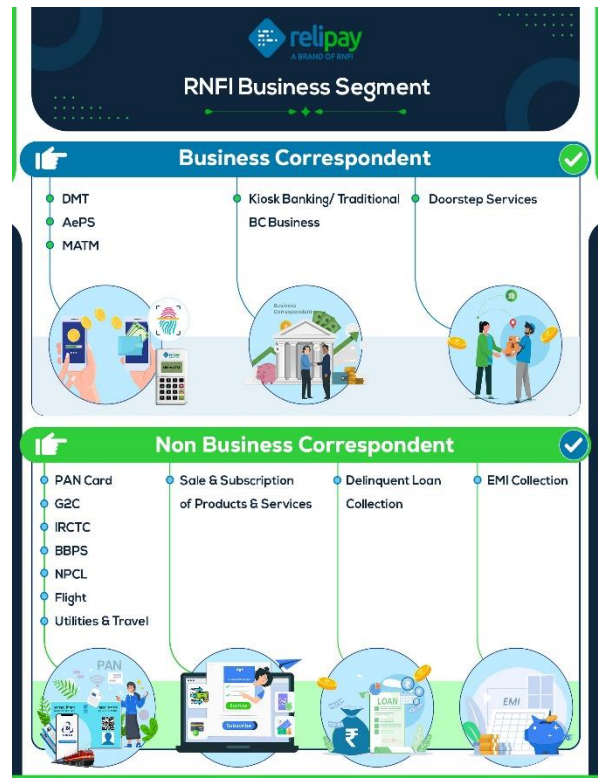 relipay
A BRAND OF RNFI
RNFI Business Segment
Business Correspondent
DMT
AePS
MATM
Kiosk Banking/ Traditional
BC Business
Doorstep Services
Business
Correspondent
relipay
Non Business Correspondent
PAN Card
G2C
IRCTC
BBPS
NPCL
Flight
Utilities & Travel
Sale & Subscription
of Products & Services
Delinquent Loan
Collection
EMI Collection
PAN
Subscribe
LOAN
₹
EMI